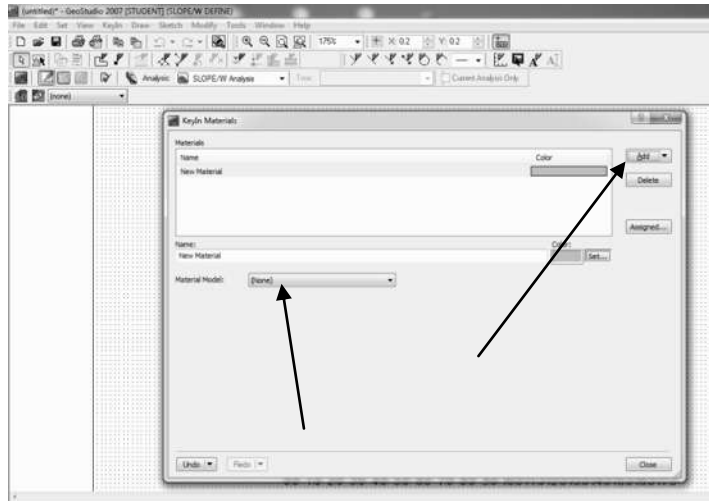 (untitled)* - GeoStudio 2007 [STUDENT] [SLOPE/W DEFINE]
File Edit Set View KeyIn Draw Sketch Modify Tools Window Help
175% X: 0.2 Y: 0.2
Analysis: SLOPE/W Analysis Time: Current Analysis Only
(none)
KeyIn Materials
Materials
Name Color
Add
New Material
Delete
Assigned...
Name: Color:
New Material Set...
Material Model: (None)
Undo Redo Close